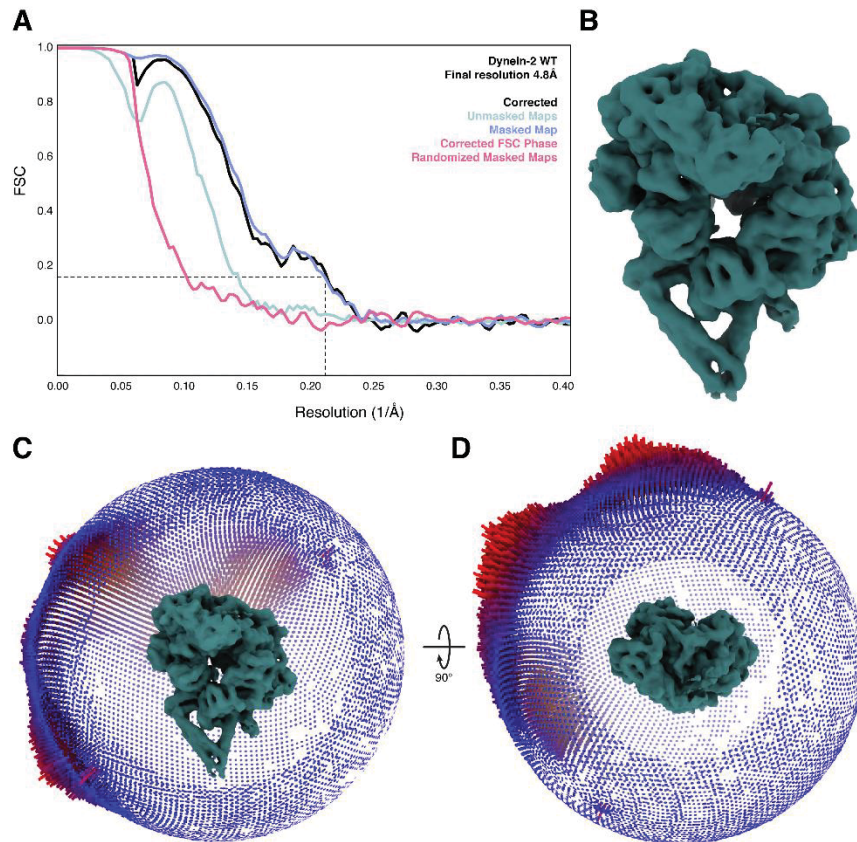 A
B
FSC
1.0
0.8
0.6
0.4
0.2
0.0
DyneIn-2 WT
Final resolution 4.8Å
Corrected
Unmasked Maps
Masked Map
Corrected FSC Phase
Randomized Masked Maps
0.00 0.05 0.10 0.15 0.20 0.25 0.30 0.35 0.40
Resolution (1/Å)
C
D
90°